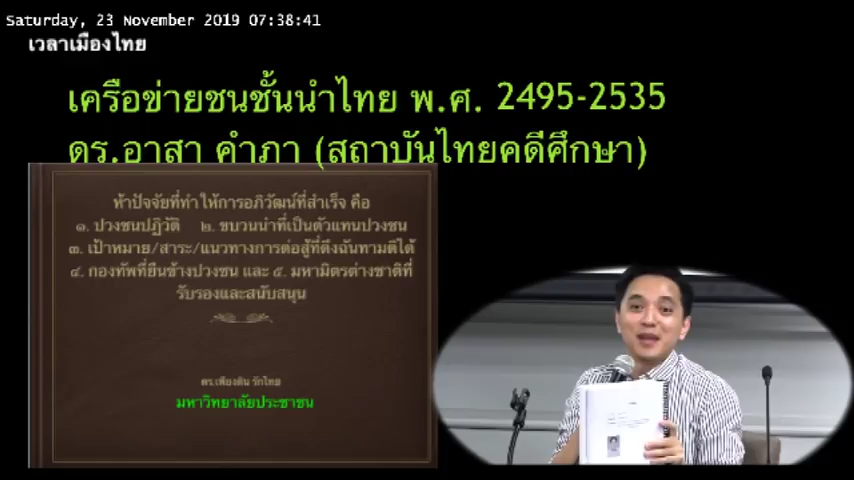 Saturday, 23 November 2019 07:38:41
เวลาเมืองไทย
เครือข่ายชนชั้นนำไทย พ.ศ. 2495-2535
ดร.อาสา คำภา (สถาบันไทยคดีศึกษา)
ห้าปัจจัยที่ทำให้การอภิวัฒน์ที่สำเร็จ คือ
๑. ปวงชนปฏิวัติ ๒. ขบวนนำที่เป็นตัวแทนปวงชน
๓. เป้าหมาย/สาระ/แนวทางการต่อสู้ที่ดึงฉันทามติได้
๔. กองทัพที่ยืนข้างปวงชน และ ๕. มหามิตรต่างชาติที่
รับรองและสนับสนุน
ดร.เพียงดิน รักไทย
มหาวิทยาลัยประชาชน